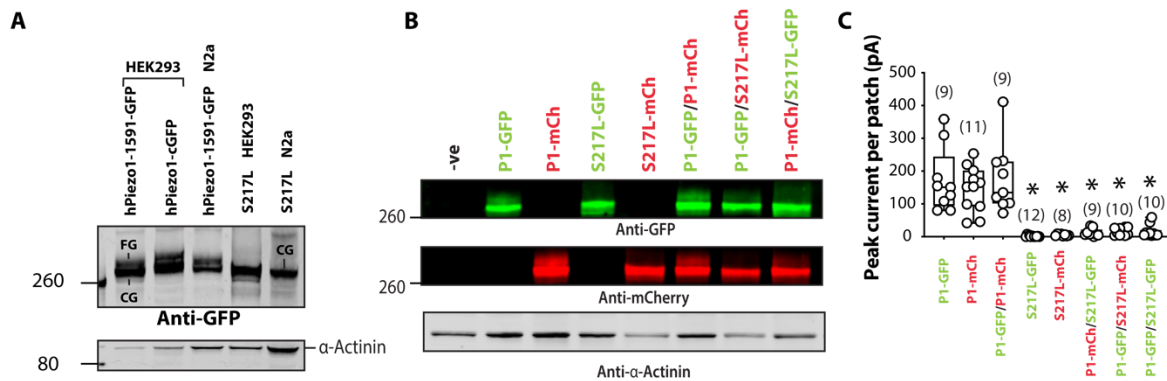 A
HEK293
hPiezo1-1591-GFP
hPiezo1-cGFP
hPiezo1-1591-GFP N2a
S217L HEK293
S217L N2a
FG
CG
CG
260
Anti-GFP
80
α-Actinin
B
-ve
P1-GFP
P1-mCh
S217L-GFP
S217L-mCh
P1-GFP/P1-mCh
P1-GFP/S217L-mCh
P1-mCh/S217L-GFP
260
Anti-GFP
260
Anti-mCherry
Anti-α-Actinin
C
Peak current per patch (pA)
500
400
300
200
100
0
(9)
(11)
(9)
*
(12)
*
(8)
*
(9)
*
(10)
*
(10)
P1-GFP
P1-mCh
P1-GFP/P1-mCh
S217L-GFP
S217L-mCh
P1-mCh/S217L-GFP
P1-GFP/S217L-mCh
P1-GFP/S217L-GFP